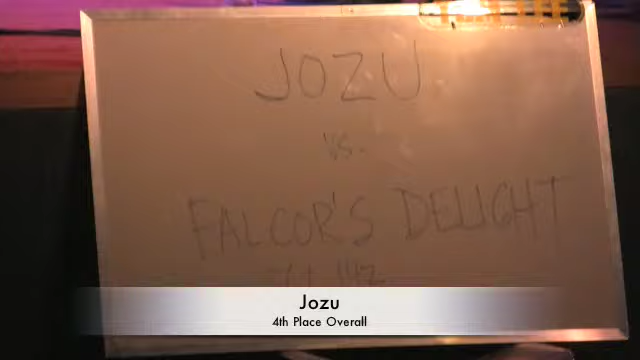 JOZU
vs.
FALCOR'S DELIGHT
Jozu
4th Place Overall